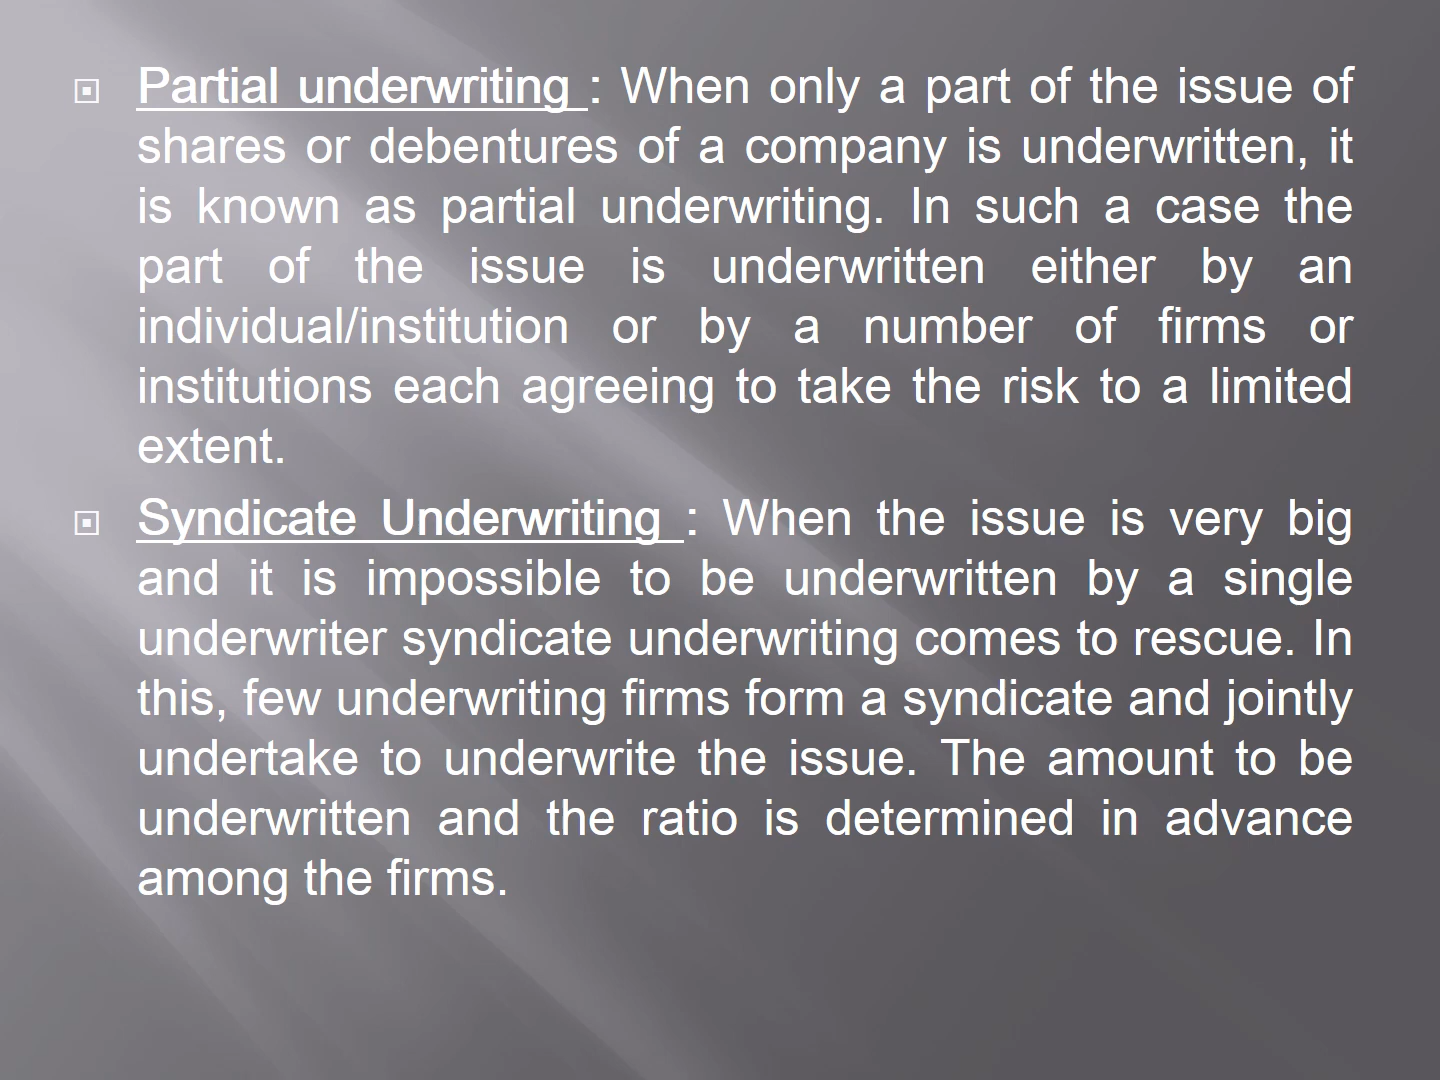 Partial underwriting : When only a part of the issue of
shares or debentures of a company is underwritten, it
is known as partial underwriting. In such a case the
part of the issue is underwritten either by an
individual/institution or by a number of firms or
institutions each agreeing to take the risk to a limited
extent.
Syndicate Underwriting : When the issue is very big
and it is impossible to be underwritten by a single
underwriter syndicate underwriting comes to rescue. In
this, few underwriting firms form a syndicate and jointly
undertake to underwrite the issue. The amount to be
underwritten and the ratio is determined in advance
among the firms.